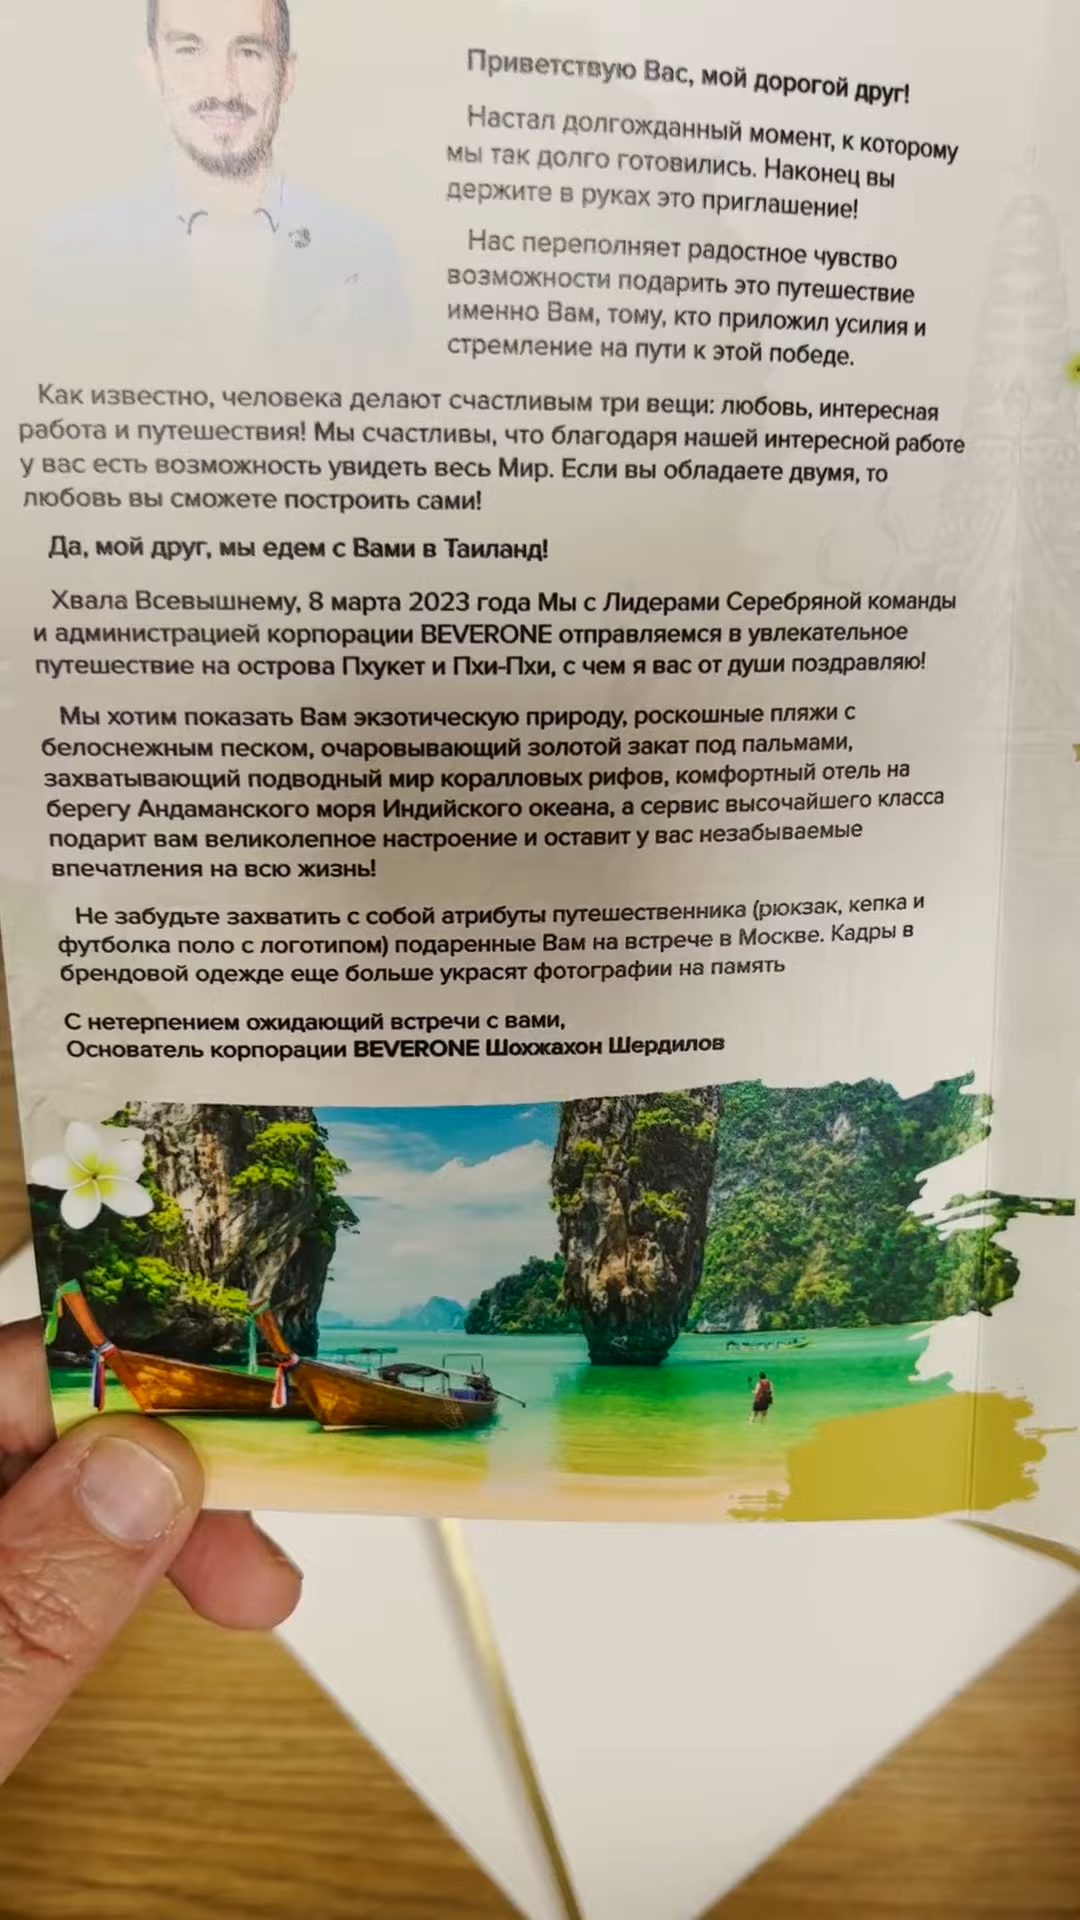 Приветствую Вас, мой дорогой друг!
Настал долгожданный момент, к которому
мы так долго готовились. Наконец вы
держите в руках это приглашение!
Нас переполняет радостное чувство
возможности подарить это путешествие
именно Вам, тому, кто приложил усилия и
стремление на пути к этой победе.
Как известно, человека делают счастливым три вещи: любовь, интересная
работа и путешествия! Мы счастливы, что благодаря нашей интересной работе
у вас есть возможность увидеть весь Мир. Если вы обладаете двумя, то
любовь вы сможете построить сами!
Да, мой друг, мы едем с Вами в Таиланд!
Хвала Всевышнему, 8 марта 2023 года Мы с Лидерами Серебряной команды
и администрацией корпорации BEVERONE отправляемся в увлекательное
путешествие на острова Пхукет и Пхи-Пхи, с чем я вас от души поздравляю!
Мы хотим показать Вам экзотическую природу, роскошные пляжи с
белоснежным песком, очаровывающий золотой закат под пальмами,
захватывающий подводный мир коралловых рифов, комфортный отель на
берегу Андаманского моря Индийского океана, а сервис высочайшего класса
подарит вам великолепное настроение и оставит у вас незабываемые
впечатления на всю жизнь!
Не забудьте захватить с собой атрибуты путешественника (рюкзак, кепка и
футболка поло с логотипом) подаренные Вам на встрече в Москве. Кадры в
брендовой одежде еще больше украсят фотографии на память
С нетерпением ожидающий встречи с вами,
Основатель корпорации BEVERONE Шохжахон Шердилов